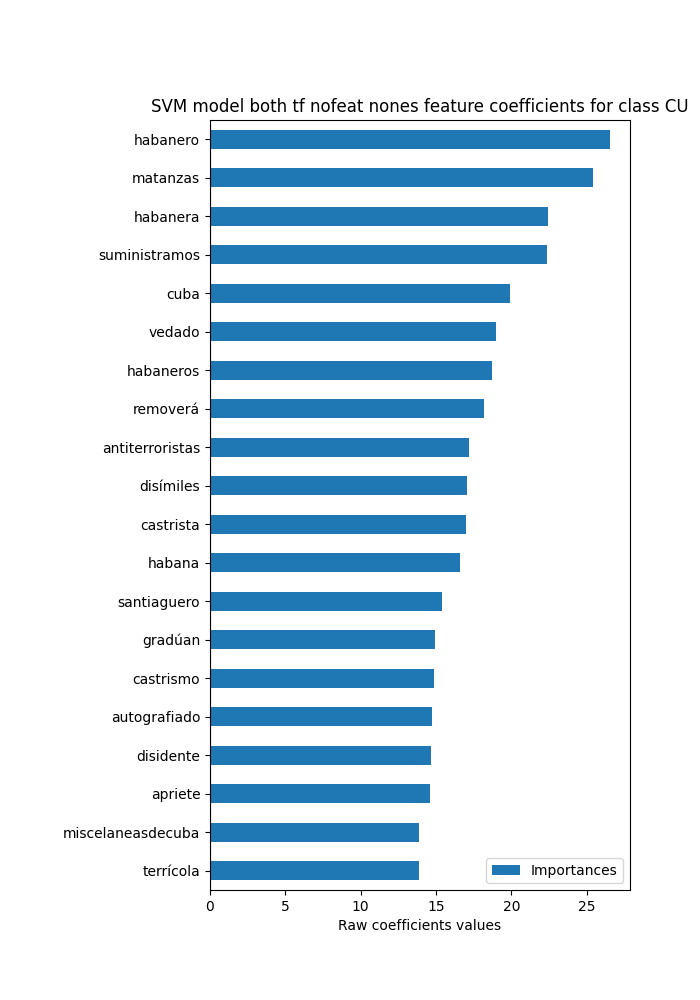 SVM model both tf nofeat nones feature coefficients for class CU
habanero
matanzas
habanera
suministramos
cuba
vedado
habaneros
removerá
antiterroristas
disímiles
castrista
habana
santiaguero
gradúan
castrismo
autografiado
disidente
apriete
miscelaneasdecuba
terrícola
Importances
0 5 10 15 20 25
Raw coefficients values